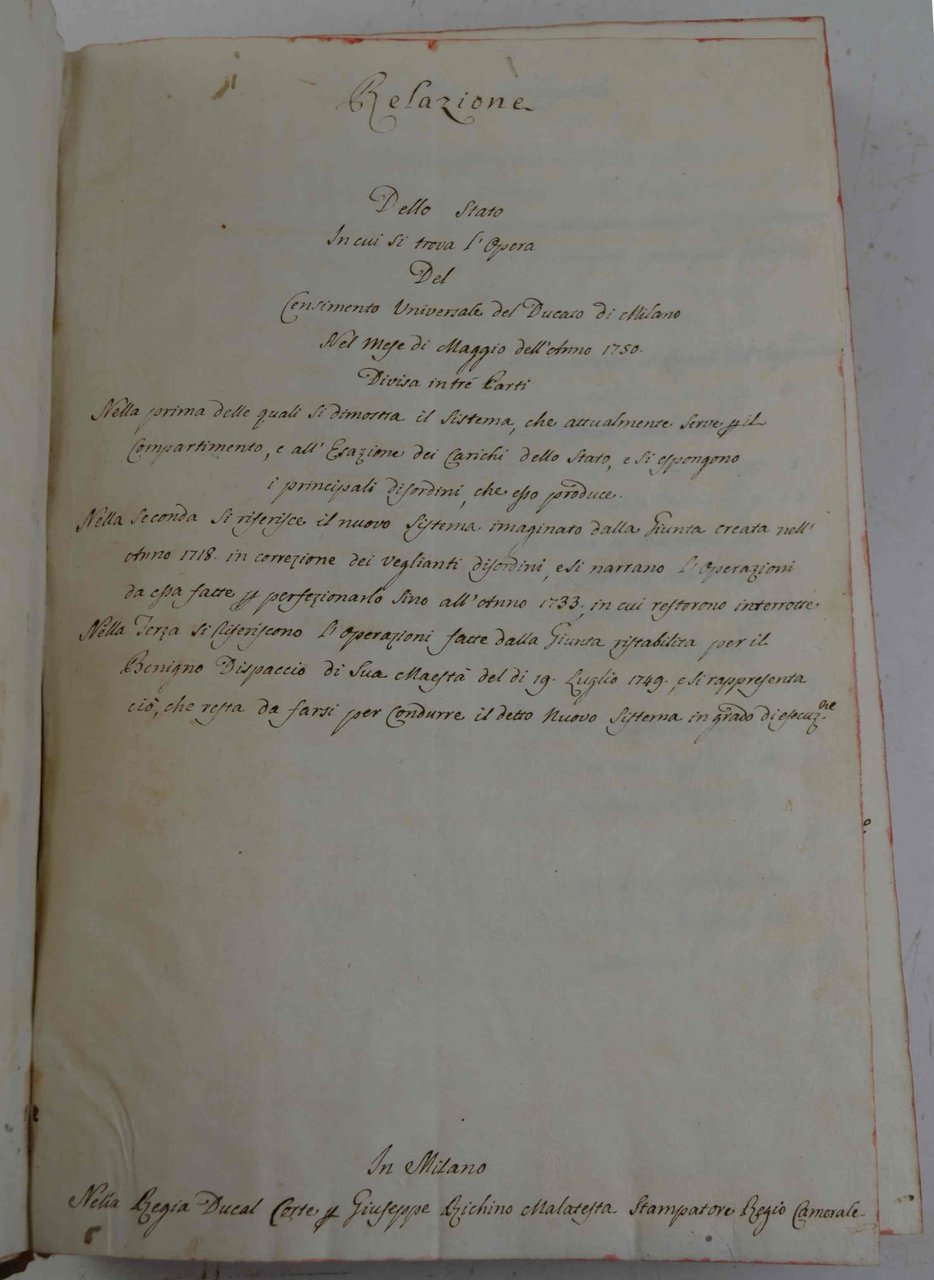 Relazione
Dello Stato
In cui si trova l'Opera
Del
Censimento Universale del Ducato di Milano
Nel Mese di Maggio dell'Anno 1750.
Divisa in trè Parti
Nella prima delle quali si dimostra il sistema, che attualmente serve p il
Compartimento, e all'Esazione dei Carichi dello Stato, e si espongono
i principali disordini, che esso produce.
Nella Seconda si riferisce il nuovo Sistema imaginato dalla Giunta creata nell'
Anno 1718. in correzione dei veglianti disordini, e si narrano l'Operazioni
da essa fatte p perfezionarlo sino all'Anno 1733, in cui restorono interrotte
Nella Terza si Riferiscono l'Operazioni fatte dalla Giunta ristabilita per il
Benigno Dispaccio di Sua Maestà del di 19. Luglio 1749., e si rappresenta
ciò, che resta da farsi per Condurre il detto Nuovo Sistema in grado di esecuz.ne
In Milano
Nella Regia Ducal Corte p Giuseppe Richino Malatesta Stampatore Regio Camerale